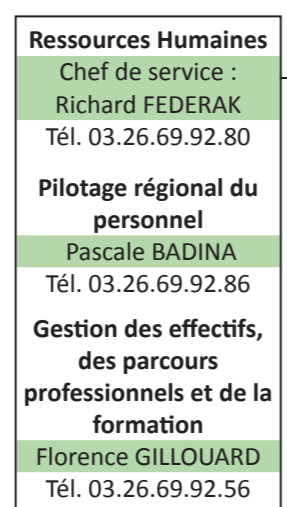 Ressources Humaines
Chef de service :
Richard FEDERAK
Tél. 03.26.69.92.80
Pilotage régional du
personnel
Pascale BADINA
Tél. 03.26.69.92.86
Gestion des effectifs,
des parcours
professionnels et de la
formation
Florence GILLOUARD
Tél. 03.26.69.92.56